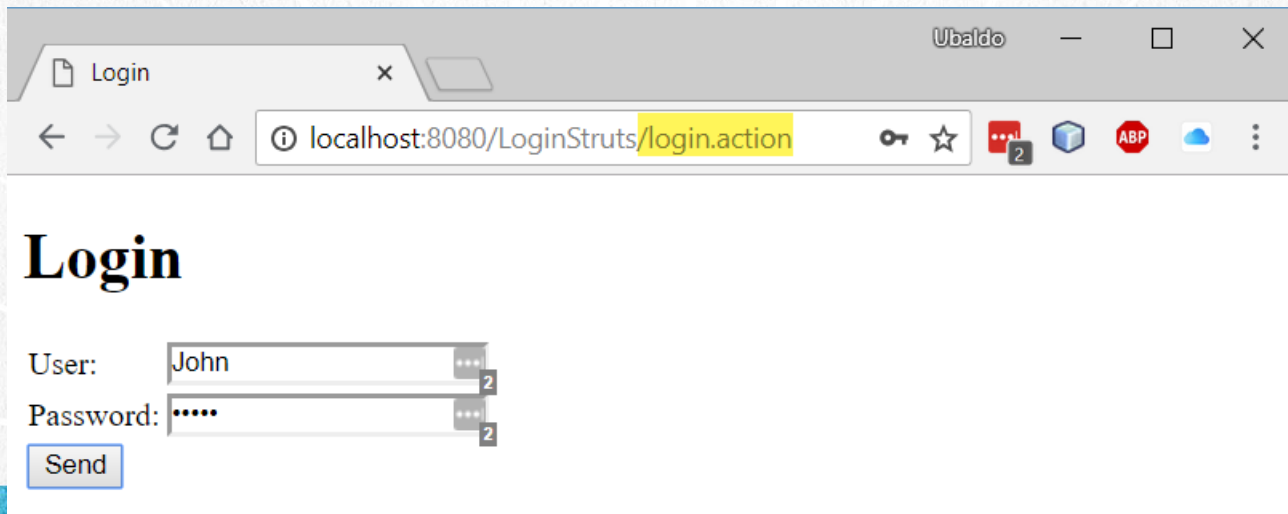 Ubaldo
Login
localhost:8080/LoginStruts/login.action
2
ABP
Login
User: John
2
Password: •••••
2
Send